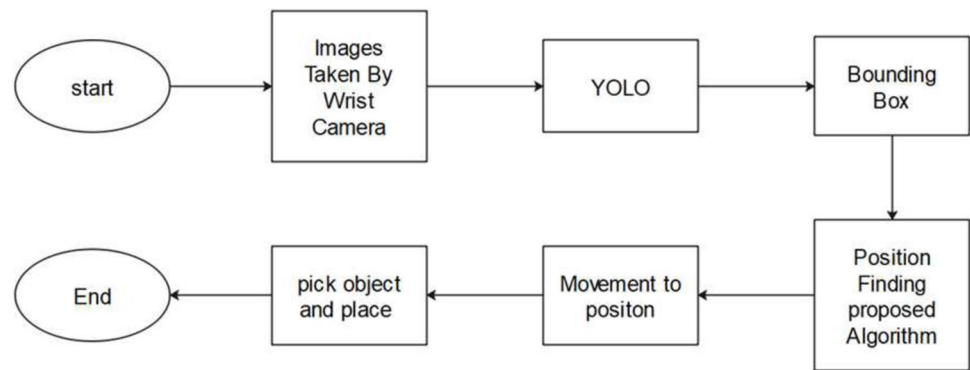 start
Images
Taken By
Wrist
Camera
YOLO
Bounding
Box
Position
Finding
proposed
Algorithm
Movement to
positon
pick object
and place
End